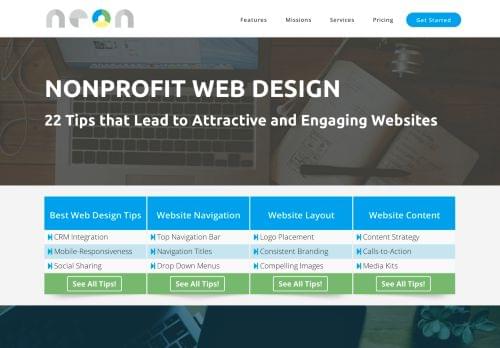 neon
Features Missions Services Pricing Get Started
NONPROFIT WEB DESIGN
22 Tips that Lead to Attractive and Engaging Websites
Best Web Design Tips Website Navigation Website Layout Website Content
CRM Integration Top Navigation Bar Logo Placement Content Strategy
Mobile-Responsiveness Navigation Titles Consistent Branding Calls-to-Action
Social Sharing Drop Down Menus Compelling Images Media Kits
See All Tips! See All Tips! See All Tips! See All Tips!